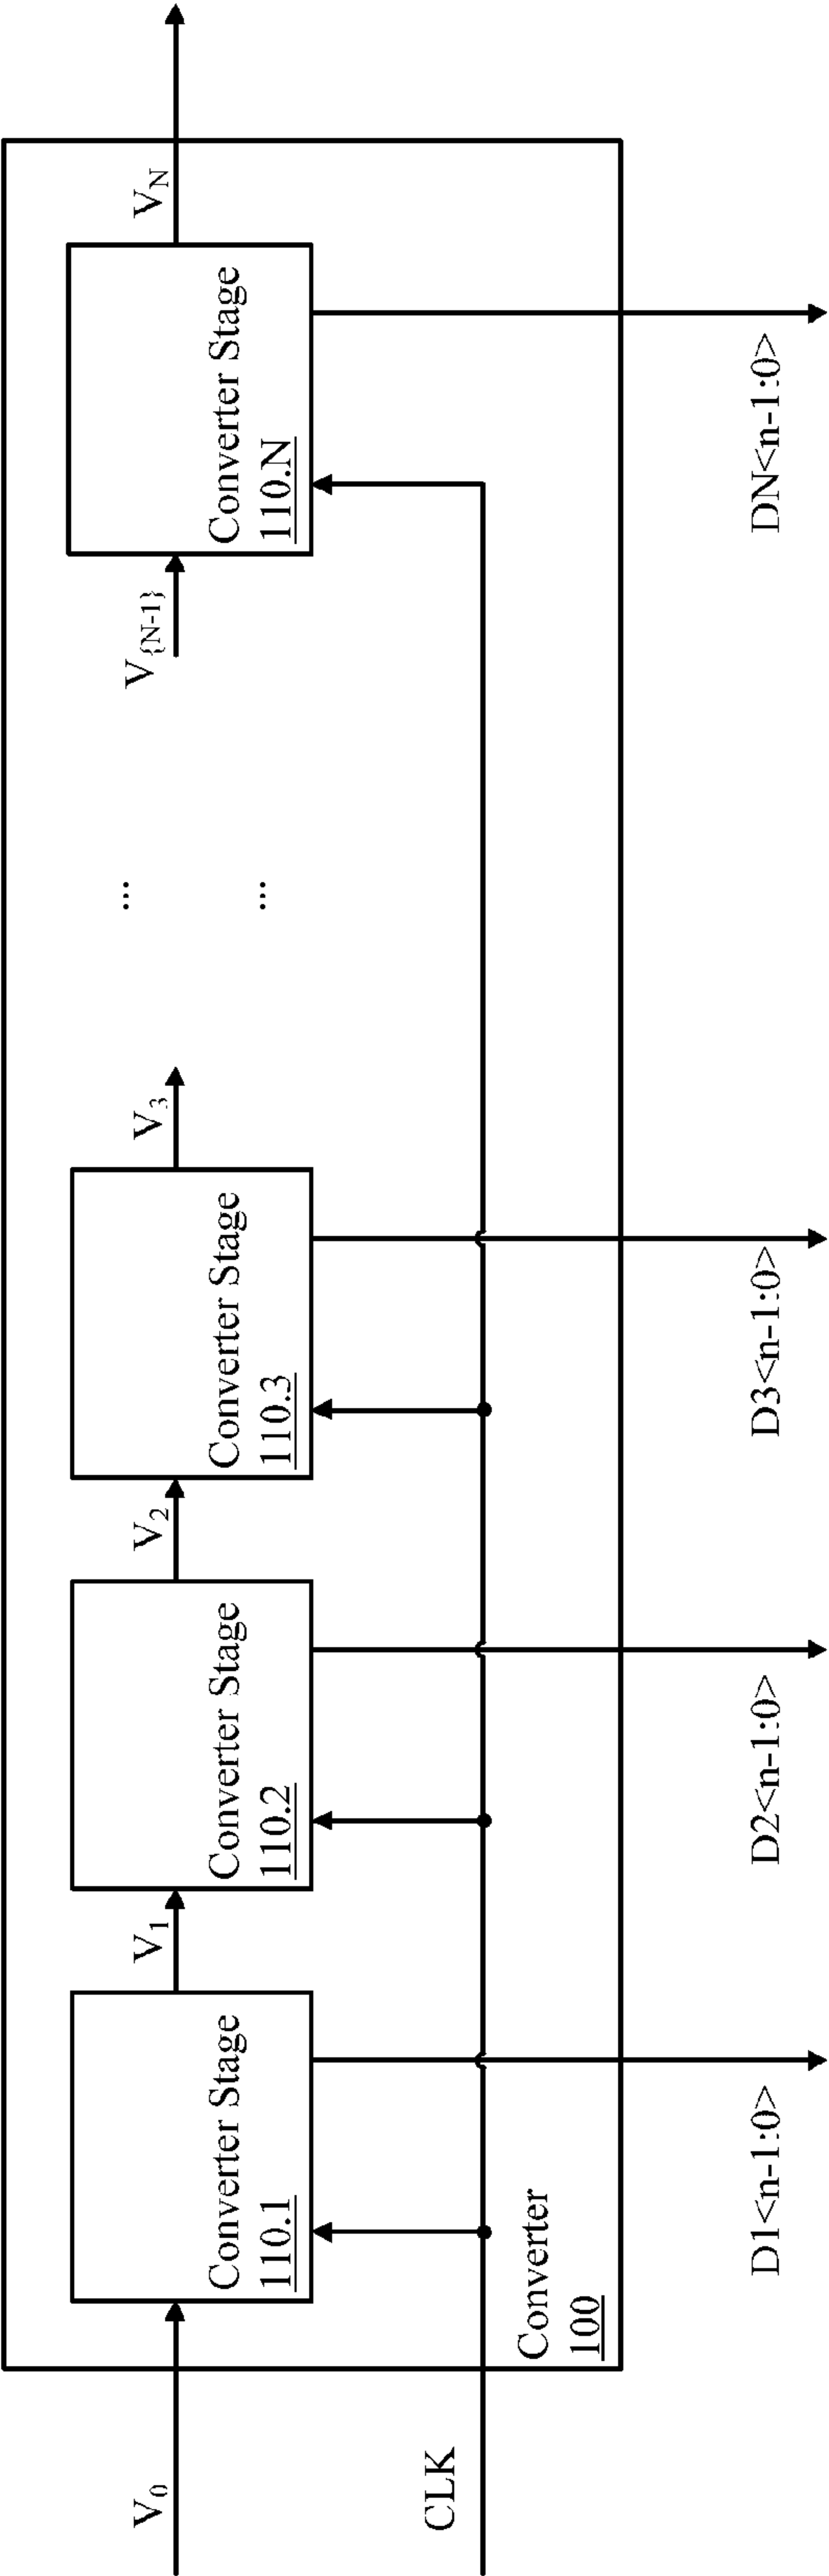 V₀
V₁
V₂
V₃
...
V{N-1}
V_N
Converter Stage
110.1
Converter Stage
110.2
Converter Stage
110.3
...
Converter Stage
110.N
CLK
Converter
100
D1<n-1:0>
D2<n-1:0>
D3<n-1:0>
DN<n-1:0>